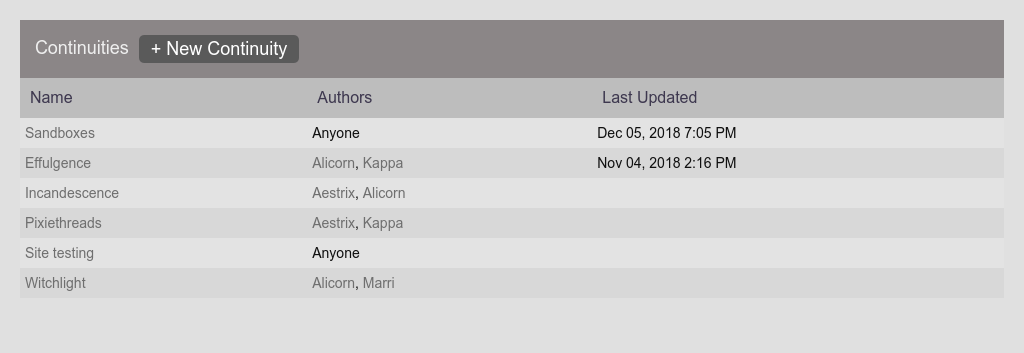 Continuities + New Continuity
Name Authors Last Updated
Sandboxes Anyone Dec 05, 2018 7:05 PM
Effulgence Alicorn, Kappa Nov 04, 2018 2:16 PM
Incandescence Aestrix, Alicorn
Pixiethreads Aestrix, Kappa
Site testing Anyone
Witchlight Alicorn, Marri